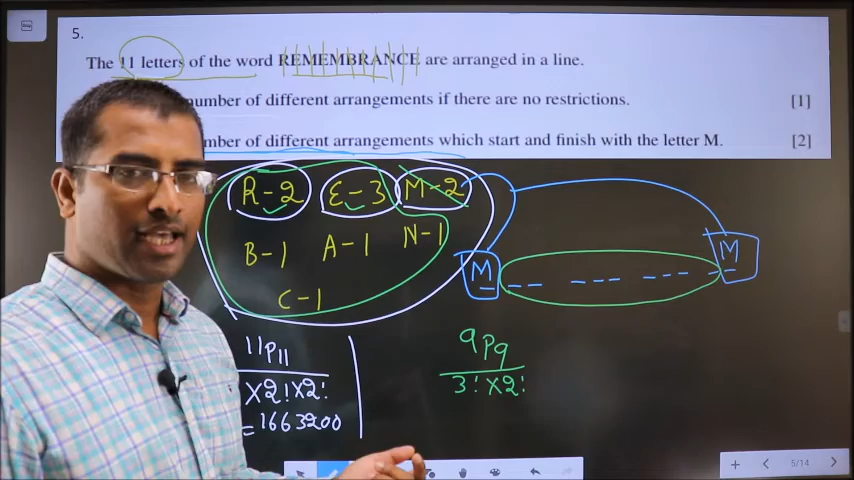 5.
The 11 letters of the word REMEMBRANCE are arranged in a line.
number of different arrangements if there are no restrictions. [1]
mber of different arrangements which start and finish with the letter M. [2]
R-2 E-3 M-2
B-1 A-1 N-1
C-1
M M
11P11
X2!X2!
=1663200
9P9
3!X2!
5/14